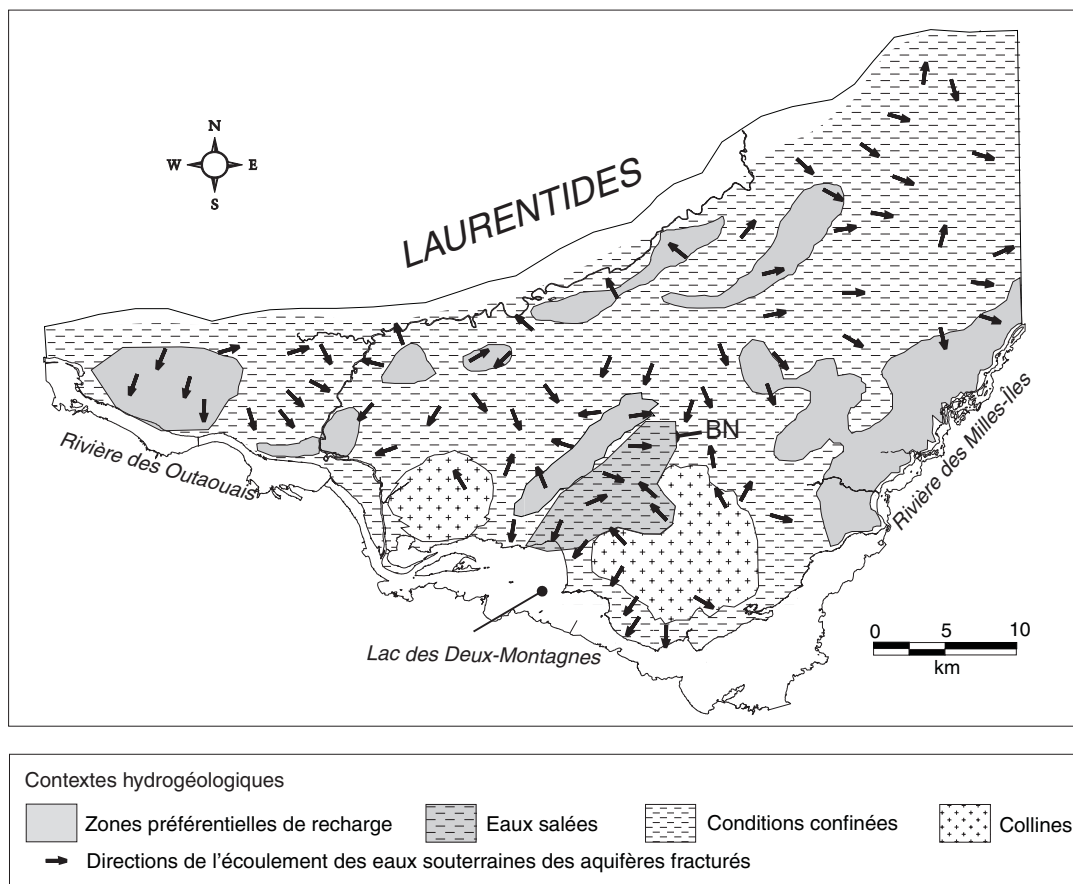 N
W E
S
LAURENTIDES
BN
Rivière des Outaouais
Rivière des Milles-Îles
Lac des Deux-Montagnes
0 5 10
km
Contextes hydrogéologiques
Zones préférentielles de recharge
Eaux salées
Conditions confinées
Collines
Directions de l'écoulement des eaux souterraines des aquifères fracturés